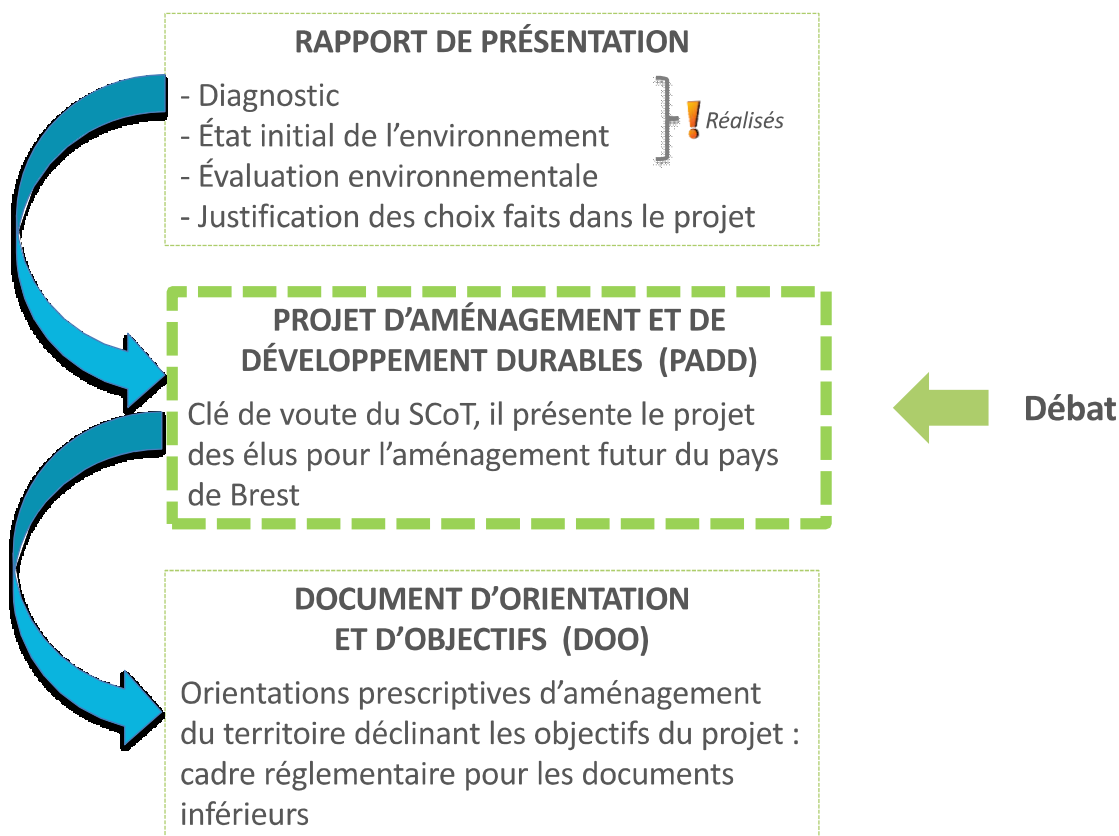 RAPPORT DE PRÉSENTATION
- Diagnostic
- État initial de l’environnement
Réalisés
- Évaluation environnementale
- Justification des choix faits dans le projet
PROJET D’AMÉNAGEMENT ET DE
DÉVELOPPEMENT DURABLES (PADD)
Clé de voute du SCoT, il présente le projet
des élus pour l’aménagement futur du pays
de Brest
Débat
DOCUMENT D’ORIENTATION
ET D’OBJECTIFS (DOO)
Orientations prescriptives d’aménagement
du territoire déclinant les objectifs du projet :
cadre réglementaire pour les documents
inférieurs